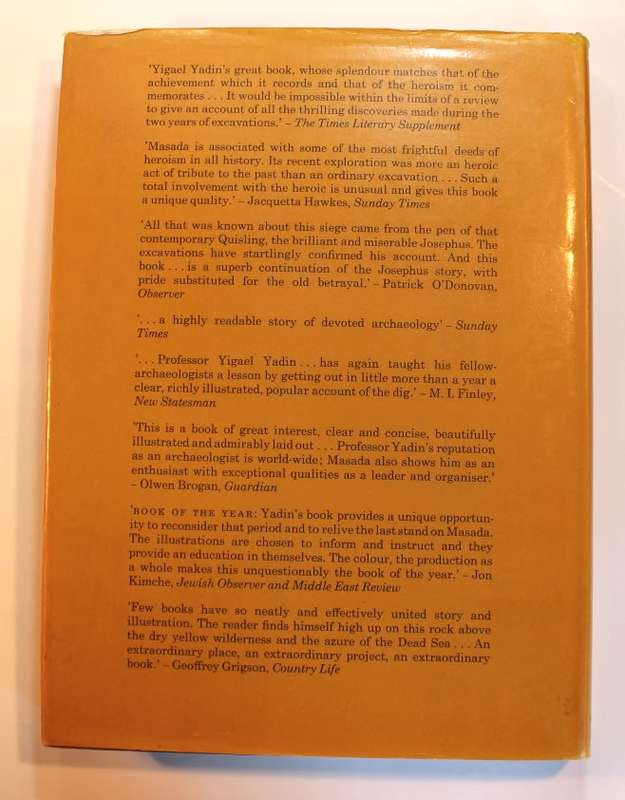 'Yigael Yadin's great book, whose splendour matches that of the
achievement which it records and that of the heroism it com-
memorates . . . It would be impossible within the limits of a review
to give an account of all the thrilling discoveries made during the
two years of excavations.' – The Times Literary Supplement
'Masada is associated with some of the most frightful deeds of
heroism in all history. Its recent exploration was more an heroic
act of tribute to the past than an ordinary excavation . . . Such a
total involvement with the heroic is unusual and gives this book
a unique quality.' – Jacquetta Hawkes, Sunday Times
'All that was known about this siege came from the pen of that
contemporary Quisling, the brilliant and miserable Josephus. The
excavations have startlingly confirmed his account. And this
book . . . is a superb continuation of the Josephus story, with
pride substituted for the old betrayal.' – Patrick O'Donovan,
Observer
'. . . a highly readable story of devoted archaeology' – Sunday
Times
'. . . Professor Yigael Yadin . . . has again taught his fellow-
archaeologists a lesson by getting out in little more than a year a
clear, richly illustrated, popular account of the dig.' – M. I. Finley,
New Statesman
'This is a book of great interest, clear and concise, beautifully
illustrated and admirably laid out . . . Professor Yadin's reputation
as an archaeologist is world-wide; Masada also shows him as an
enthusiast with exceptional qualities as a leader and organiser.'
– Olwen Brogan, Guardian
'BOOK OF THE YEAR: Yadin's book provides a unique opportun-
ity to reconsider that period and to relive the last stand on Masada.
The illustrations are chosen to inform and instruct and they
provide an education in themselves. The colour, the production as
a whole makes this unquestionably the book of the year.' – Jon
Kimche, Jewish Observer and Middle East Review
'Few books have so neatly and effectively united story and
illustration. The reader finds himself high up on this rock above
the dry yellow wilderness and the azure of the Dead Sea . . . An
extraordinary place, an extraordinary project, an extraordinary
book.' – Geoffrey Grigson, Country Life